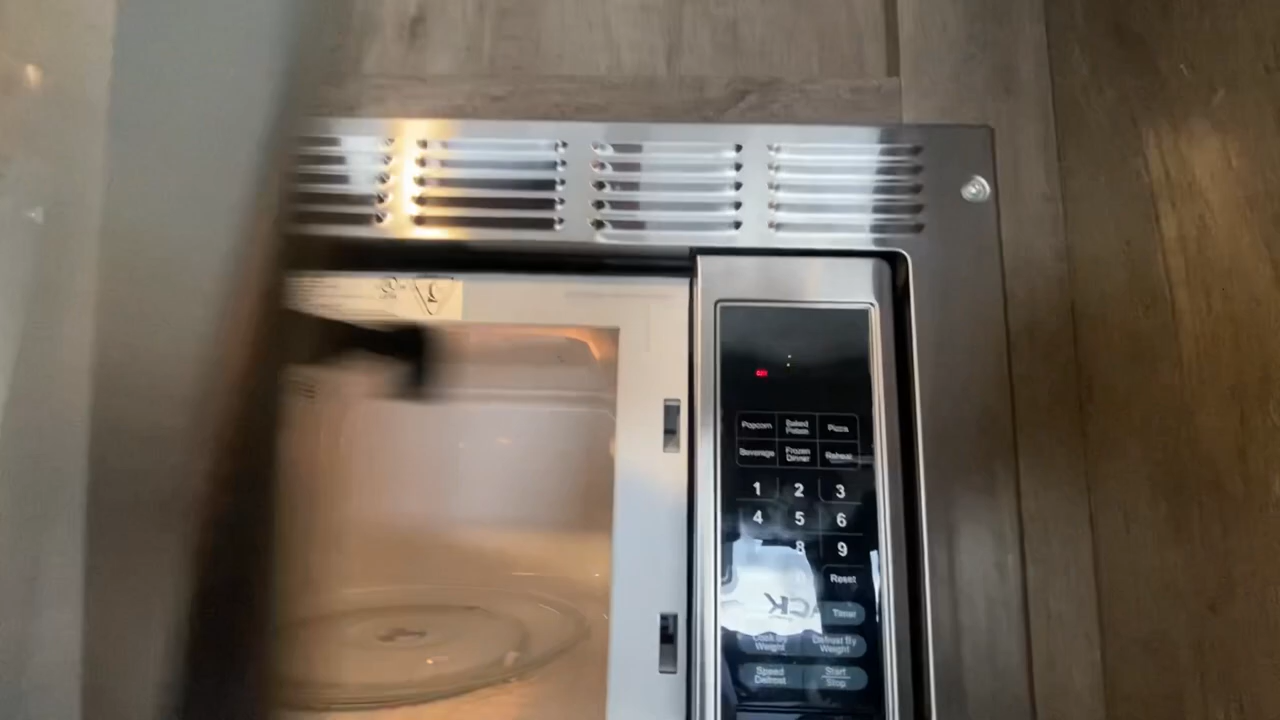 Popcorn Baked Potato Pizza
Beverage Frozen Dinner Reheat
1 2 3
4 5 6
8 9
Reset
Timer
Cook By Weight Defrost By Weight
Speed Defrost Start Stop